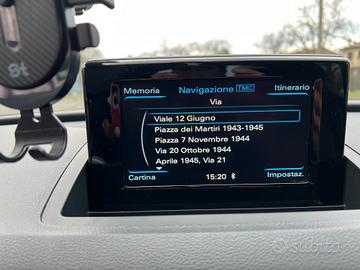 Memoria Navigazione TMC Itinerario
Via
Viale 12 Giugno
Piazza dei Martiri 1943-1945
Piazza 7 Novembre 1944
Via 20 Ottobre 1944
Aprile 1945, Via 21
Cartina 15:20 Impostaz.
st
subito